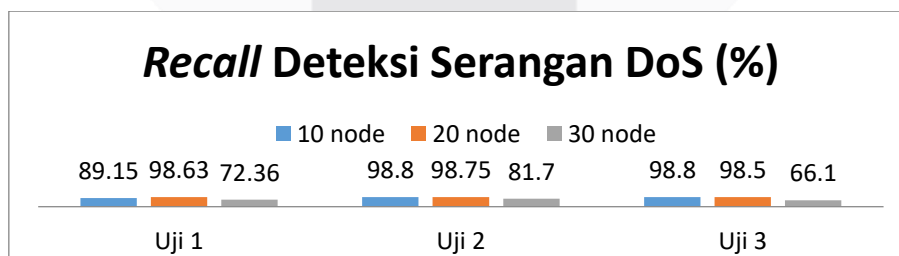 Recall Deteksi Serangan DoS (%)
10 node 20 node 30 node
89.15 98.63 72.36 98.8 98.75 81.7 98.8 98.5 66.1
Uji 1 Uji 2 Uji 3